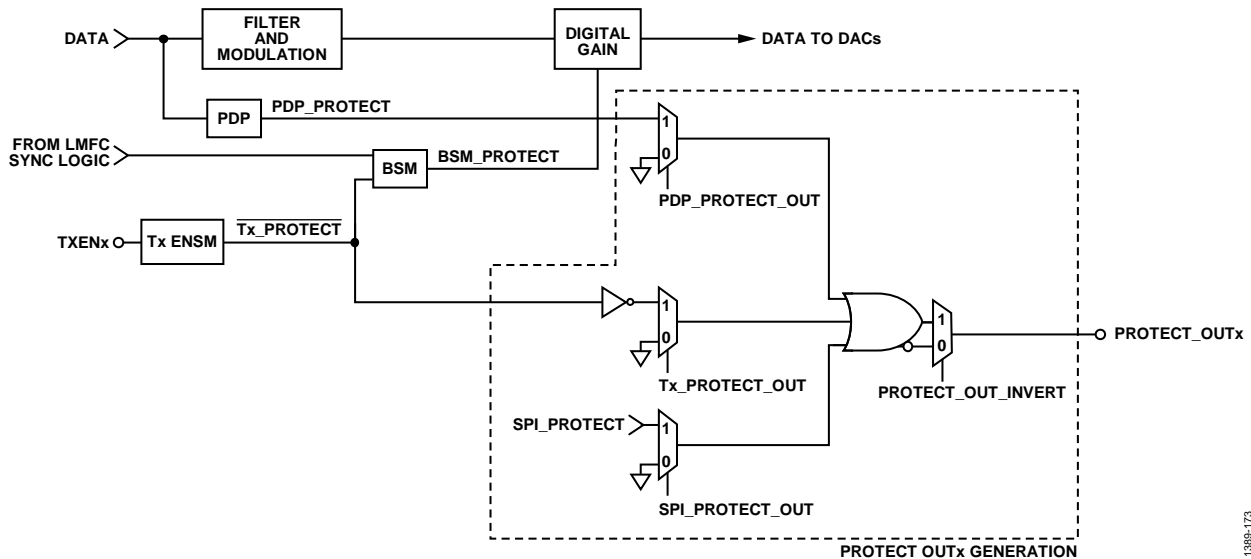 DATA
FILTER
AND
MODULATION
DIGITAL
GAIN
DATA TO DACs
PDP
PDP_PROTECT
FROM LMFC
SYNC LOGIC
BSM
BSM_PROTECT
1
0
PDP_PROTECT_OUT
TXENx
Tx ENSM
Tx_PROTECT
1
0
Tx_PROTECT_OUT
1
0
PROTECT_OUTx
PROTECT_OUT_INVERT
SPI_PROTECT
1
0
SPI_PROTECT_OUT
PROTECT OUTx GENERATION
1389-173